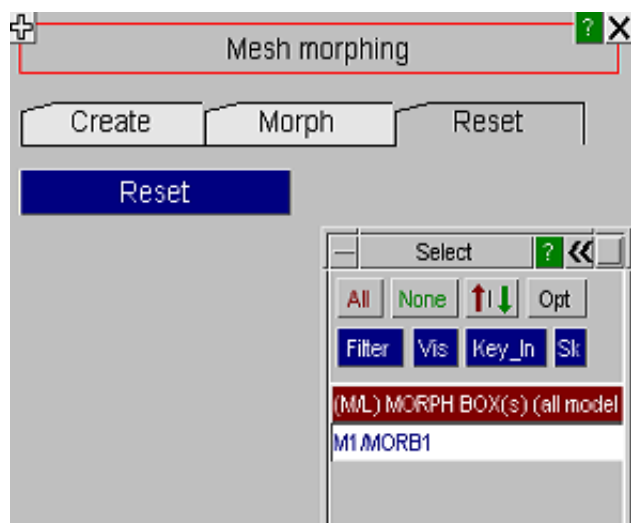 ?
Mesh morphing
Create Morph Reset
Reset
Select ?
All None Opt
Filter Vis Key_In Sk
(M/L) MORPH BOX(s) (all model
M1/MORB1